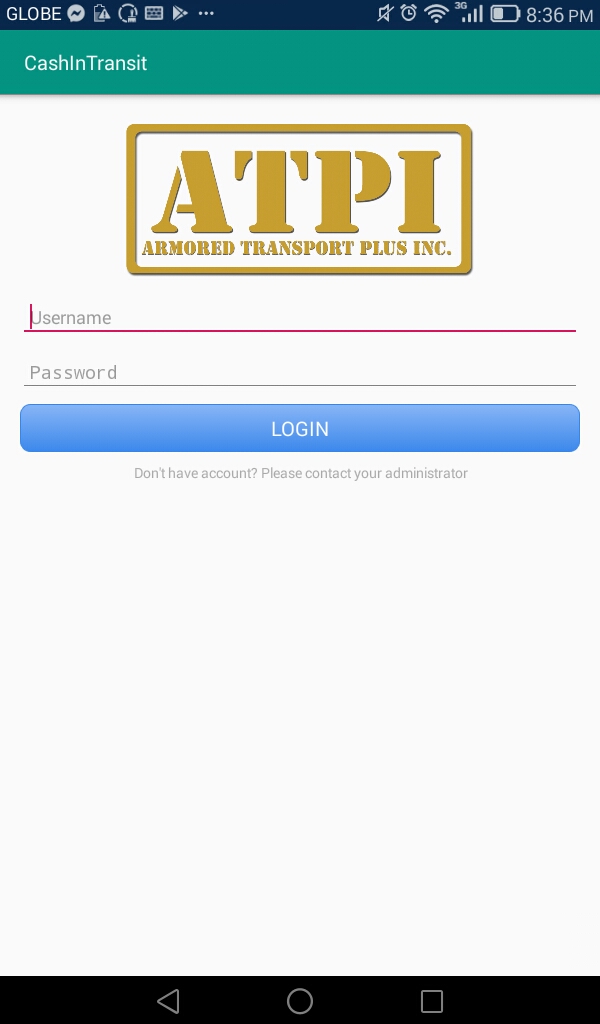 GLOBE 3G 8:36 PM
CashInTransit
ATPI
ARMORED TRANSPORT PLUS INC.
Username
Password
LOGIN
Don't have account? Please contact your administrator